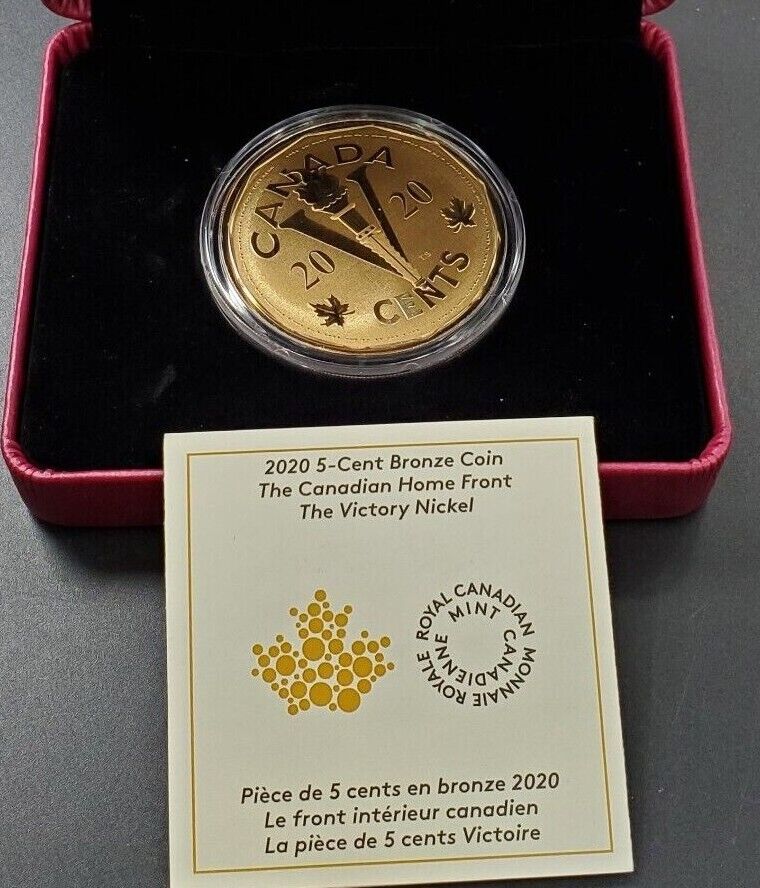 CANADA
20 20
CENTS
2020 5-Cent Bronze Coin
The Canadian Home Front
The Victory Nickel
ROYAL CANADIAN MINT
MONNAIE ROYALE CANADIENNE
Pièce de 5 cents en bronze 2020
Le front intérieur canadien
La pièce de 5 cents Victoire